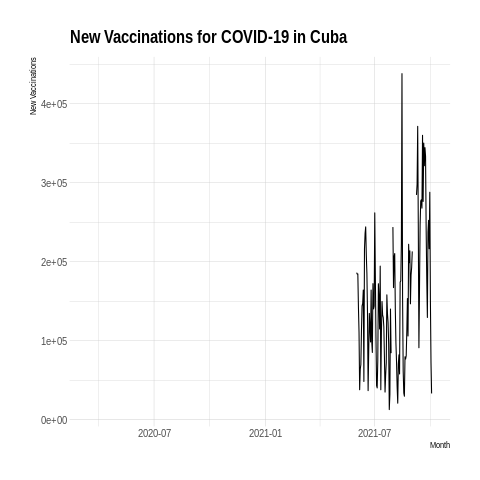 New Vaccinations for COVID-19 in Cuba
New Vaccinations
4e+05
3e+05
2e+05
1e+05
0e+00
2020-07
2021-01
2021-07
Month